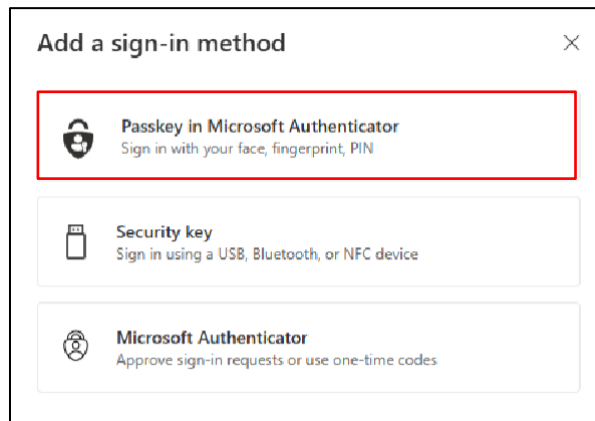 Add a sign-in method
Passkey in Microsoft Authenticator
Sign in with your face, fingerprint, PIN
Security key
Sign in using a USB, Bluetooth, or NFC device
Microsoft Authenticator
Approve sign-in requests or use one-time codes